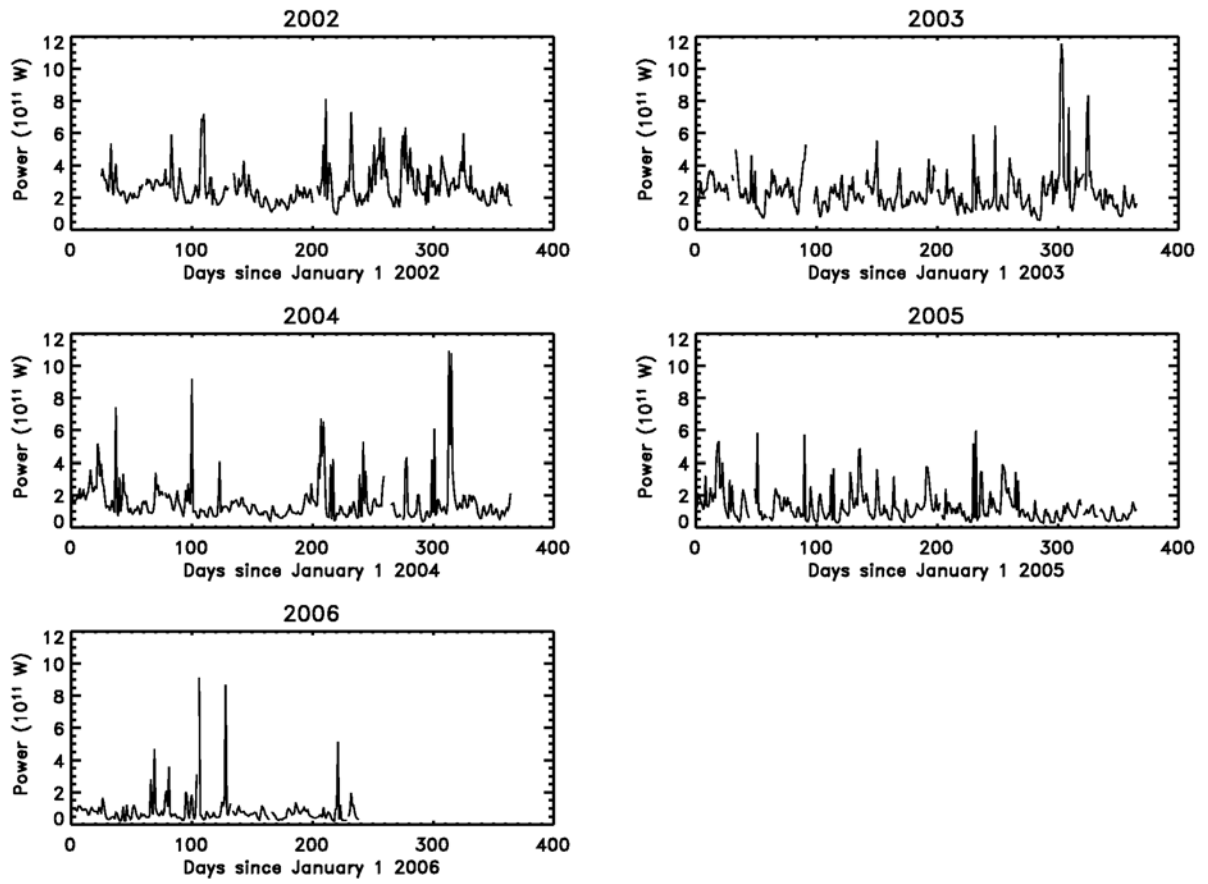 2002
12
10
8
6
4
2
0
Power (10¹¹ W)
0 100 200 300 400
Days since January 1 2002
2003
12
10
8
6
4
2
0
Power (10¹¹ W)
0 100 200 300 400
Days since January 1 2003
2004
12
10
8
6
4
2
0
Power (10¹¹ W)
0 100 200 300 400
Days since January 1 2004
2005
12
10
8
6
4
2
0
Power (10¹¹ W)
0 100 200 300 400
Days since January 1 2005
2006
12
10
8
6
4
2
0
Power (10¹¹ W)
0 100 200 300 400
Days since January 1 2006